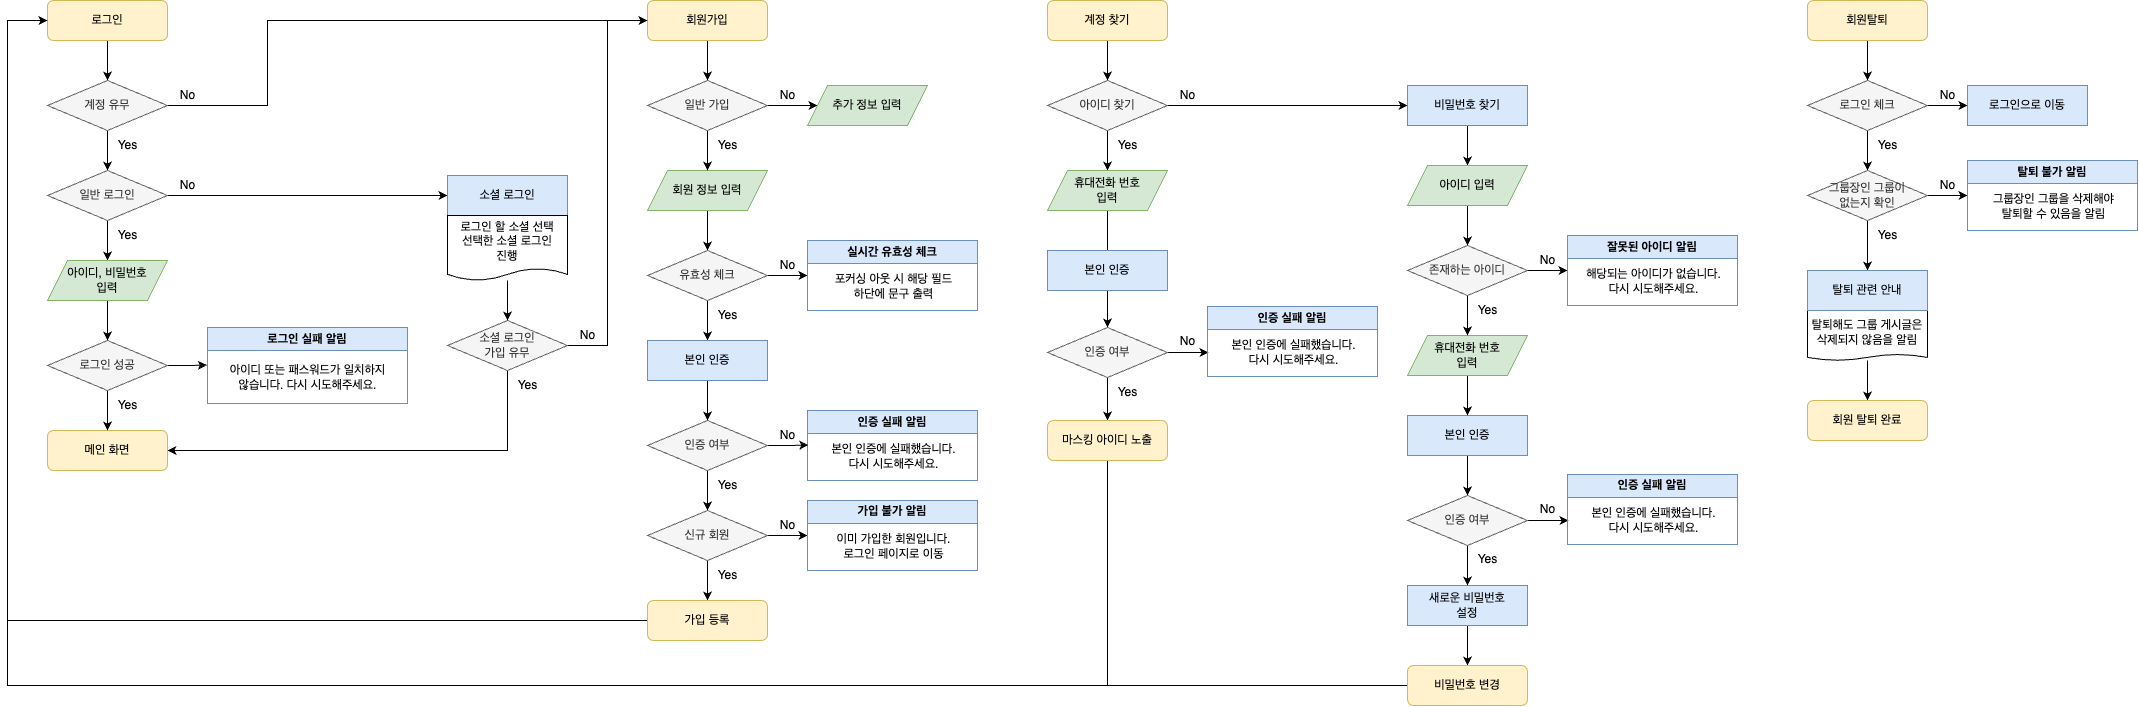 로그인
계정 유무
No
Yes
일반 로그인
No
Yes
아이디, 비밀번호
입력
로그인 성공
Yes
메인 화면
로그인 실패 알림
아이디 또는 패스워드가 일치하지
않습니다. 다시 시도해주세요.
소셜 로그인
로그인 할 소셜 선택
선택한 소셜 로그인
진행
소셜 로그인
가입 유무
No
Yes
회원가입
일반 가입
No
추가 정보 입력
Yes
회원 정보 입력
유효성 체크
No
실시간 유효성 체크
포커싱 아웃 시 해당 필드
하단에 문구 출력
Yes
본인 인증
인증 여부
No
인증 실패 알림
본인 인증에 실패했습니다.
다시 시도해주세요.
Yes
신규 회원
No
가입 불가 알림
이미 가입한 회원입니다.
로그인 페이지로 이동
Yes
가입 등록
계정 찾기
아이디 찾기
No
Yes
휴대전화 번호
입력
본인 인증
인증 여부
No
인증 실패 알림
본인 인증에 실패했습니다.
다시 시도해주세요.
Yes
마스킹 아이디 노출
비밀번호 찾기
아이디 입력
존재하는 아이디
No
잘못된 아이디 알림
해당되는 아이디가 없습니다.
다시 시도해주세요.
Yes
휴대전화 번호
입력
본인 인증
인증 여부
No
인증 실패 알림
본인 인증에 실패했습니다.
다시 시도해주세요.
Yes
새로운 비밀번호
설정
비밀번호 변경
회원탈퇴
로그인 체크
No
로그인으로 이동
Yes
그룹장인 그룹이
없는지 확인
No
탈퇴 불가 알림
그룹장인 그룹을 삭제해야
탈퇴할 수 있음을 알림
Yes
탈퇴 관련 안내
탈퇴해도 그룹 게시글은
삭제되지 않음을 알림
회원 탈퇴 완료